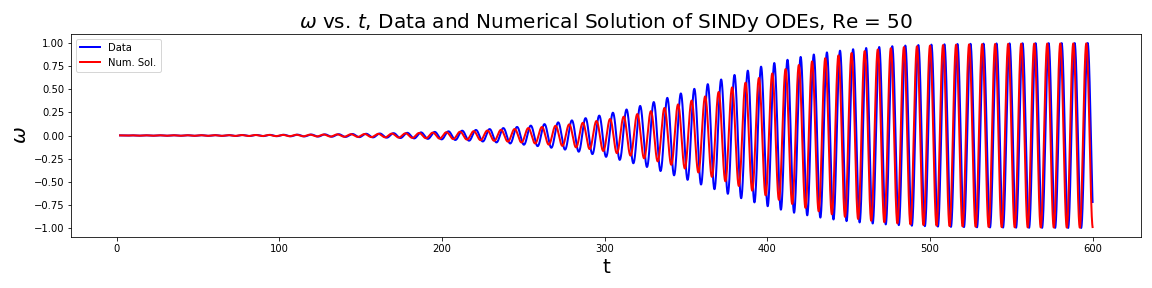 ω vs. t, Data and Numerical Solution of SINDy ODEs, Re = 50
Data
Num. Sol.
ω
1.00
0.75
0.50
0.25
0.00
−0.25
−0.50
−0.75
−1.00
0 100 200 300 400 500 600
t